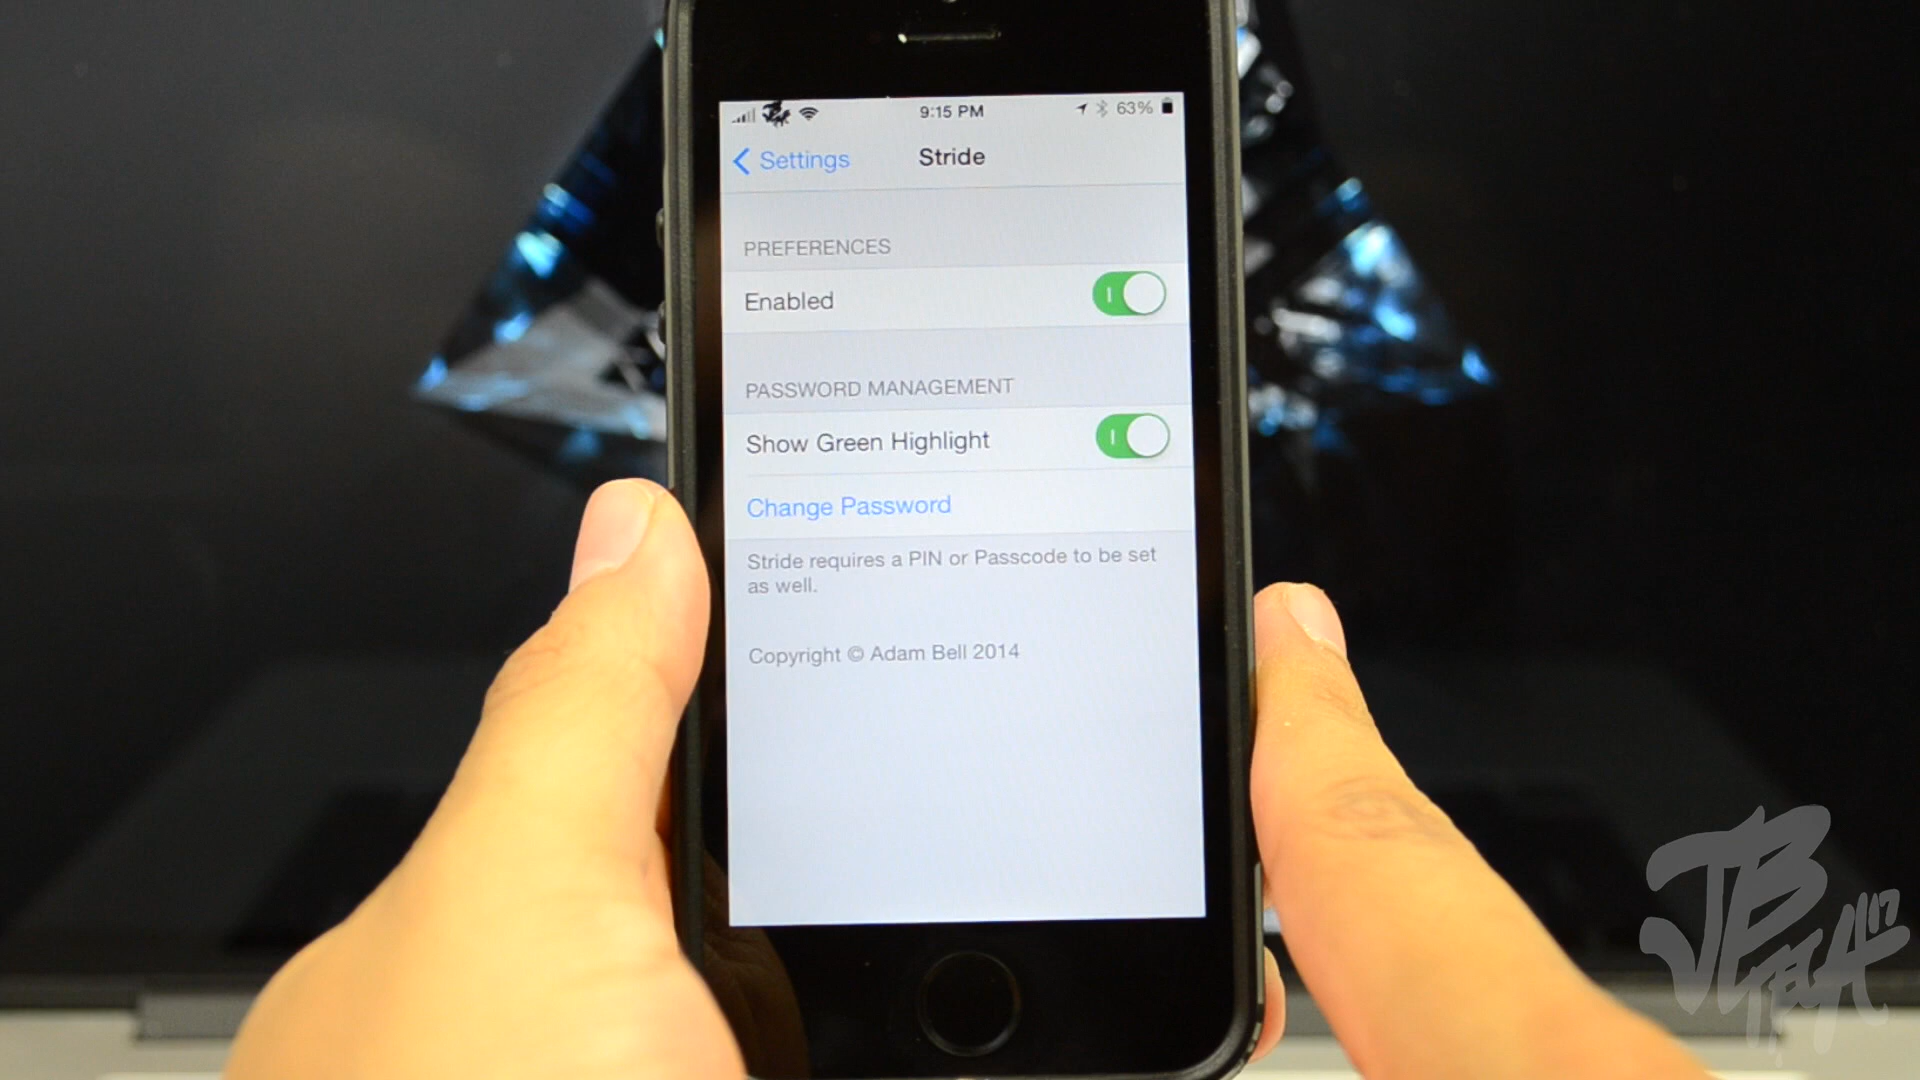 9:15 PM 63%
Settings Stride
PREFERENCES
Enabled
PASSWORD MANAGEMENT
Show Green Highlight
Change Password
Stride requires a PIN or Passcode to be set
as well.
Copyright © Adam Bell 2014
JB